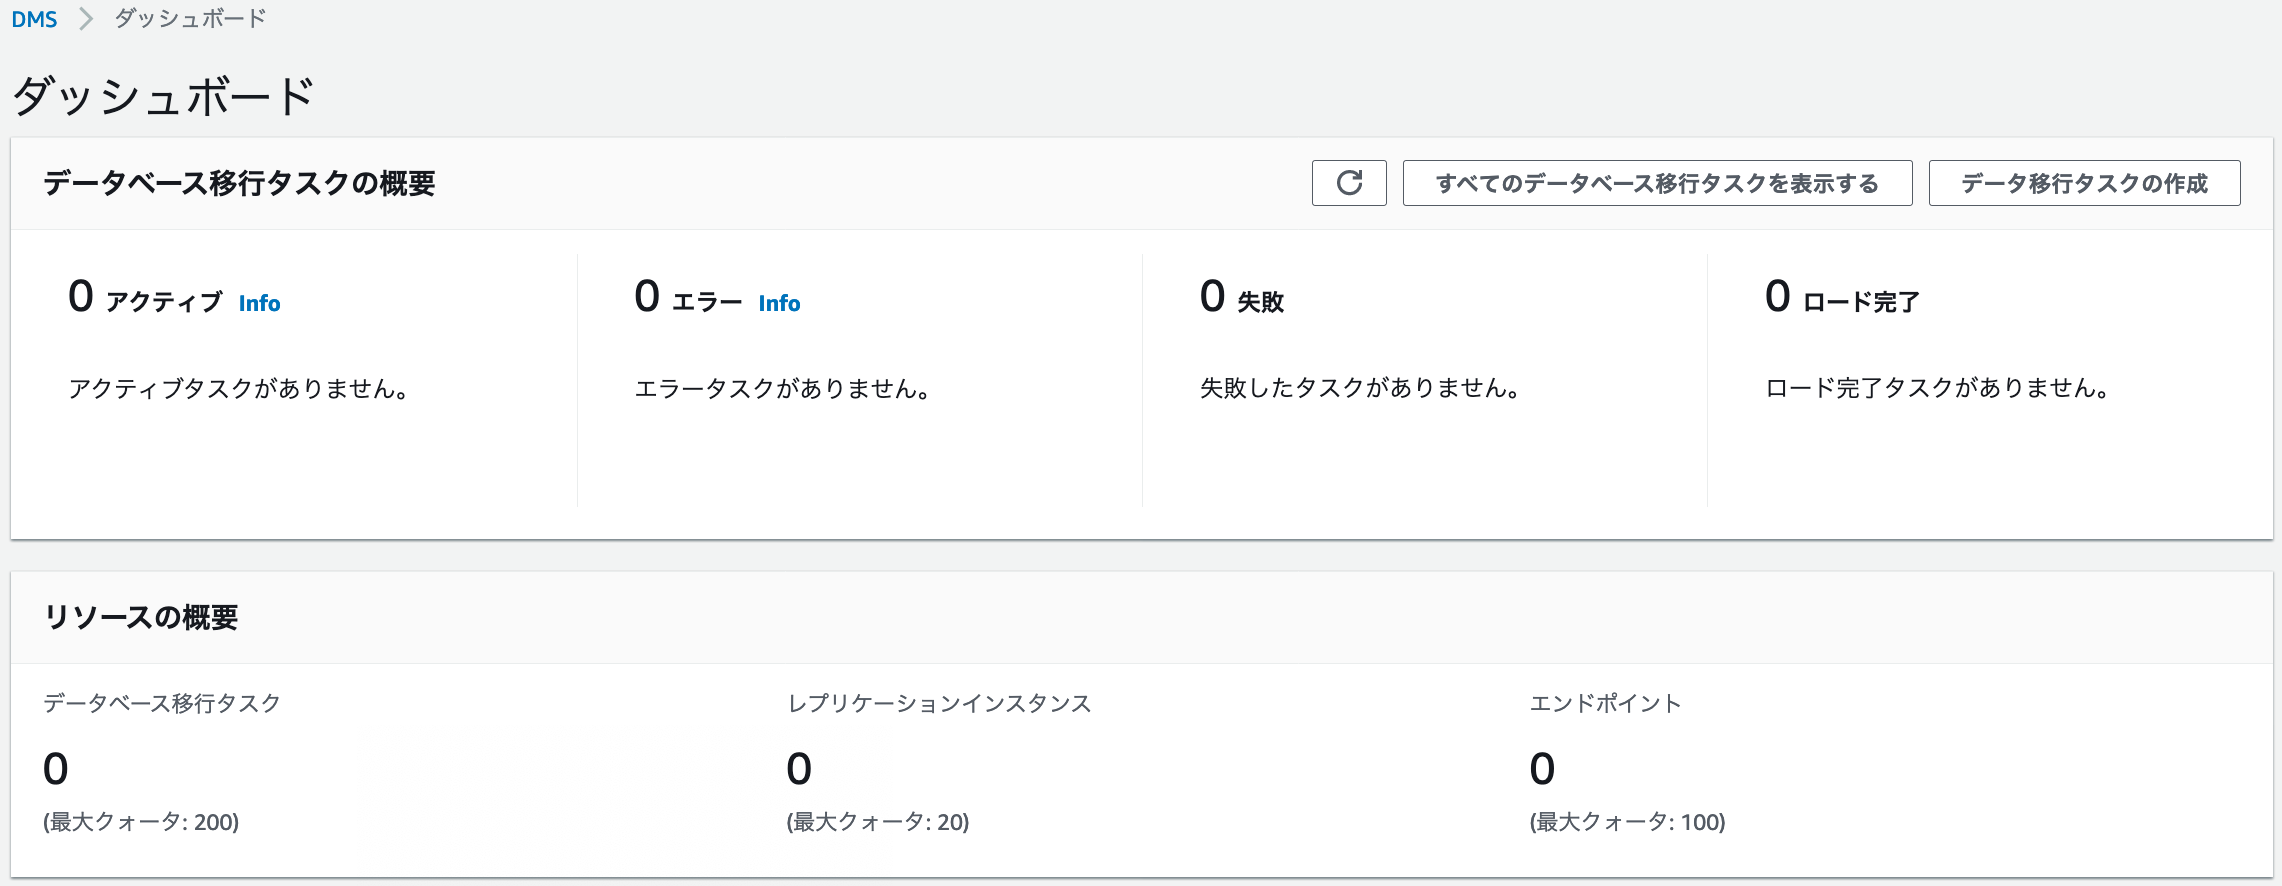 DMS ダッシュボード
ダッシュボード
データベース移行タスクの概要
すべてのデータベース移行タスクを表示する
データ移行タスクの作成
0 アクティブ Info
アクティブタスクがありません。
0 エラー Info
エラータスクがありません。
0 失敗
失敗したタスクがありません。
0 ロード完了
ロード完了タスクがありません。
リソースの概要
データベース移行タスク
0
(最大クォータ: 200)
レプリケーションインスタンス
0
(最大クォータ: 20)
エンドポイント
0
(最大クォータ: 100)